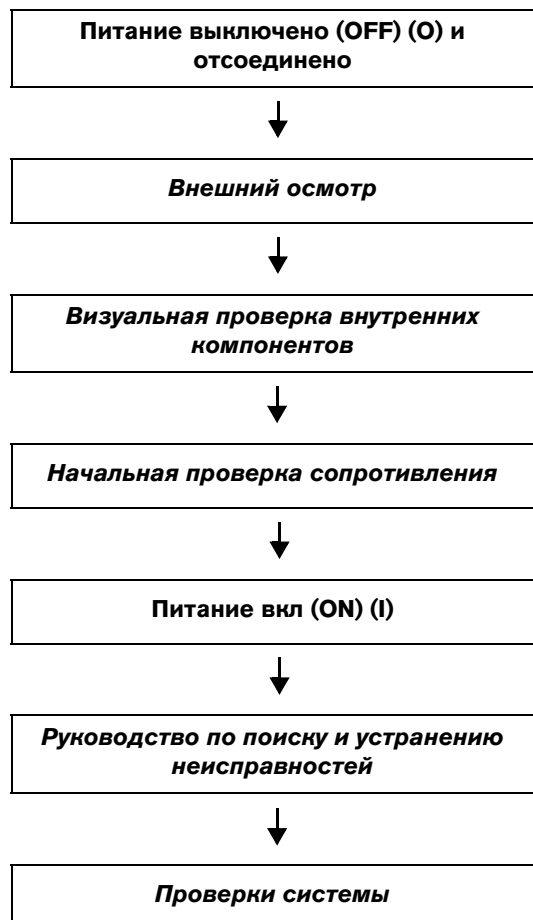 Питание выключено (OFF) (O) и
отсоединено
Внешний осмотр
Визуальная проверка внутренних
компонентов
Начальная проверка сопротивления
Питание вкл (ON) (I)
Руководство по поиску и устранению
неисправностей
Проверки системы